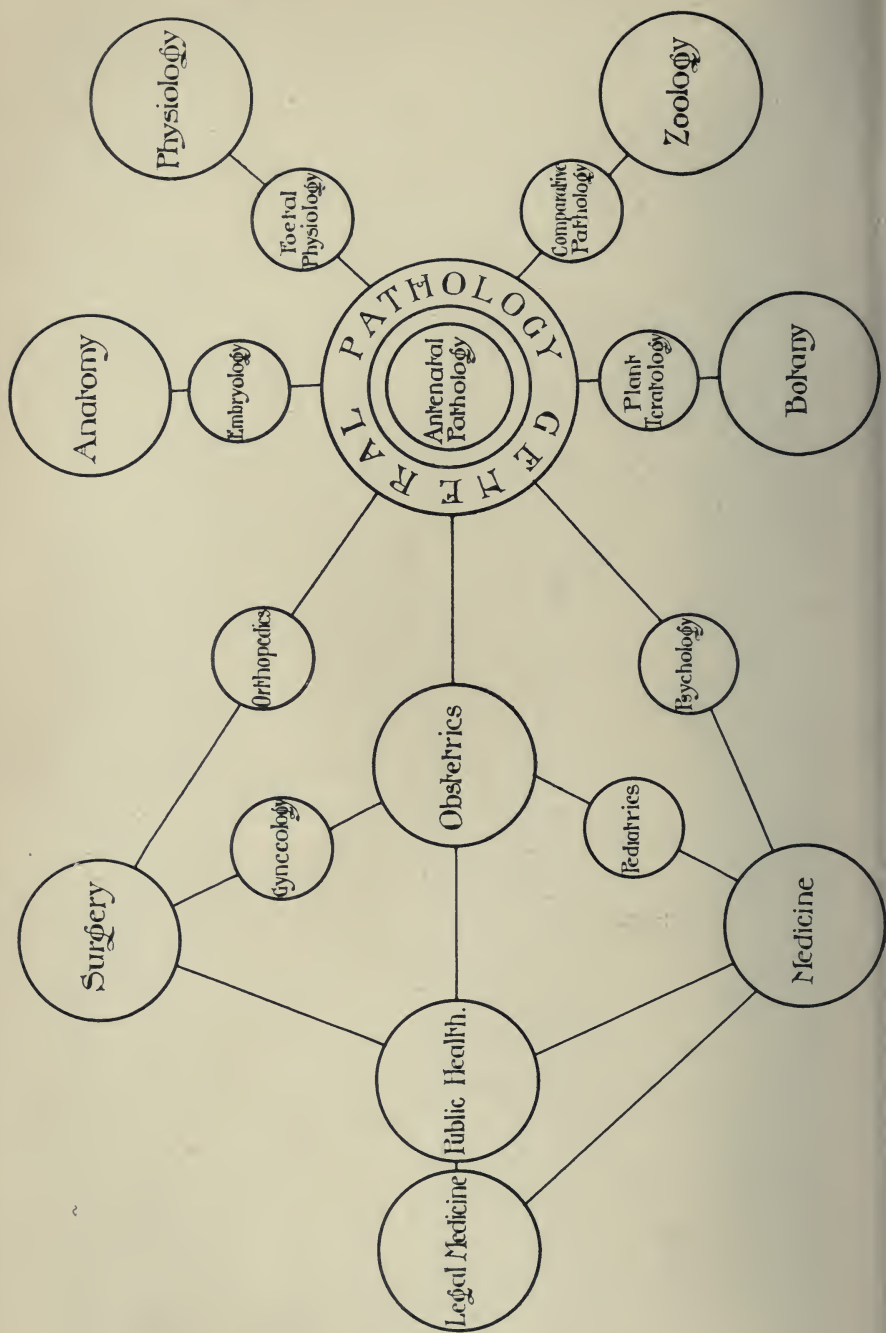 Surgery
Anatomy
Physiology
Orthopedics
Embryology
Foetal
Physiology
Gynœcology
Legal Medicine
Public Health.
Obstetrics
GENERAL PATHOLOGY
Antenatal
Pathology
Pediatrics
Psychology
Plant
Teratology
Comparative
Pathology
Medicine
Botany
Zoology